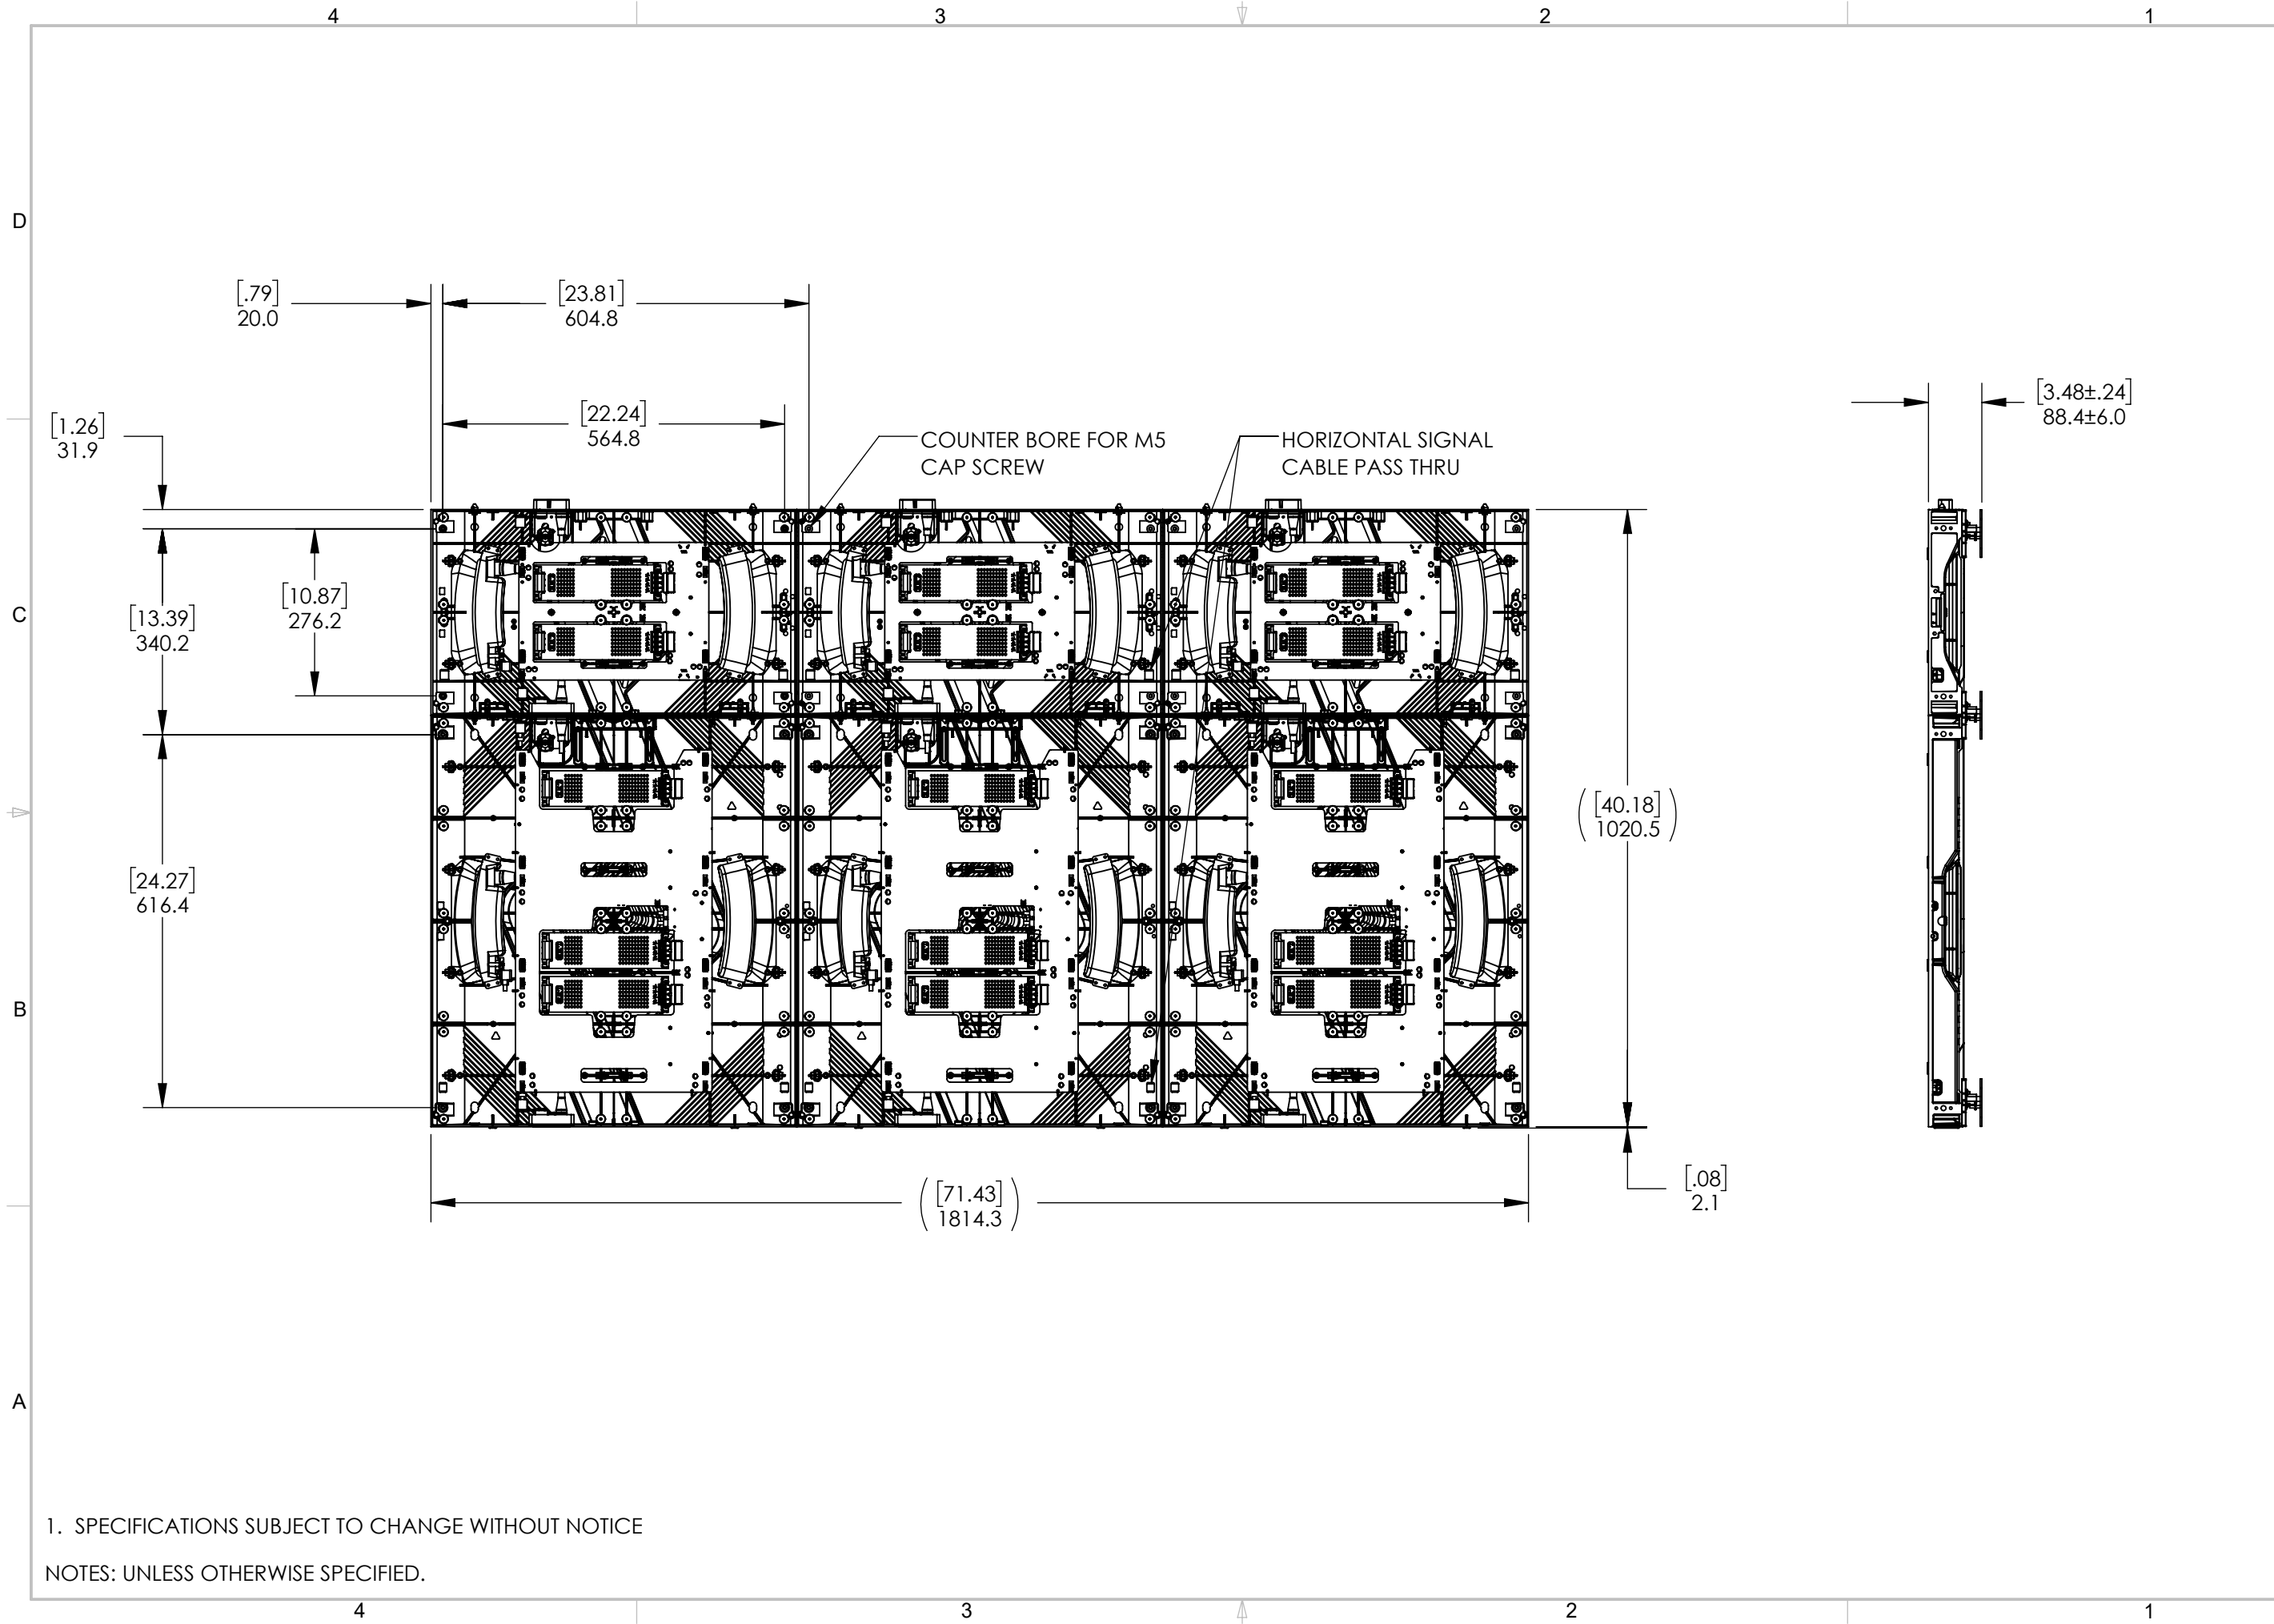 4 3 2 1
D
[.79]
20.0
[23.81]
604.8
[3.48±.24]
88.4±6.0
[1.26]
31.9
[22.24]
564.8
COUNTER BORE FOR M5
CAP SCREW
HORIZONTAL SIGNAL
CABLE PASS THRU
C
[13.39]
340.2
[10.87]
276.2
([40.18]
1020.5)
[24.27]
616.4
B
[.08]
2.1
([71.43]
1814.3)
A
1. SPECIFICATIONS SUBJECT TO CHANGE WITHOUT NOTICE
NOTES: UNLESS OTHERWISE SPECIFIED.
4 3 2 1